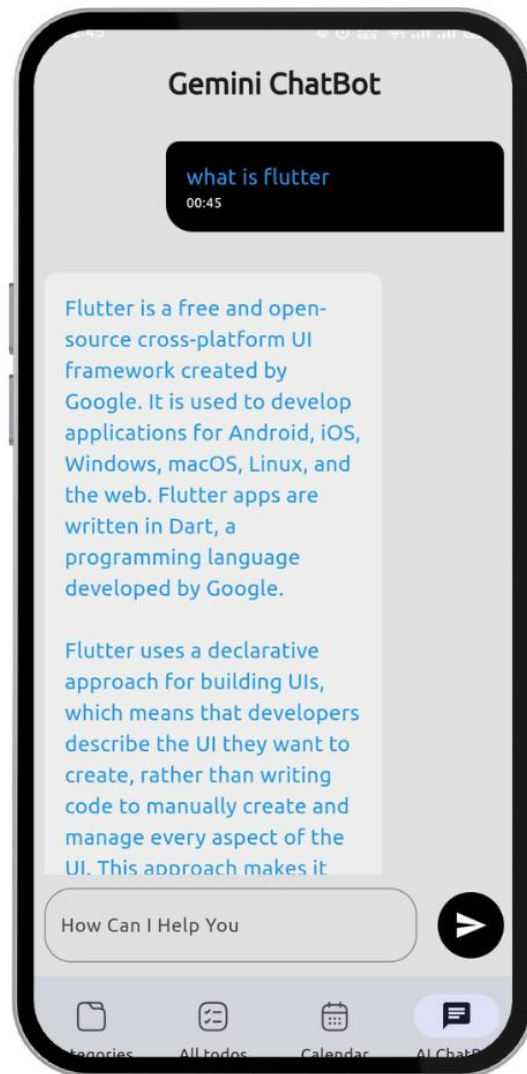 Gemini ChatBot
what is flutter
00:45
Flutter is a free and open-
source cross-platform UI
framework created by
Google. It is used to develop
applications for Android, iOS,
Windows, macOS, Linux, and
the web. Flutter apps are
written in Dart, a
programming language
developed by Google.
Flutter uses a declarative
approach for building UIs,
which means that developers
describe the UI they want to
create, rather than writing
code to manually create and
manage every aspect of the
UI. This approach makes it
How Can I Help You
All todos
Calendar